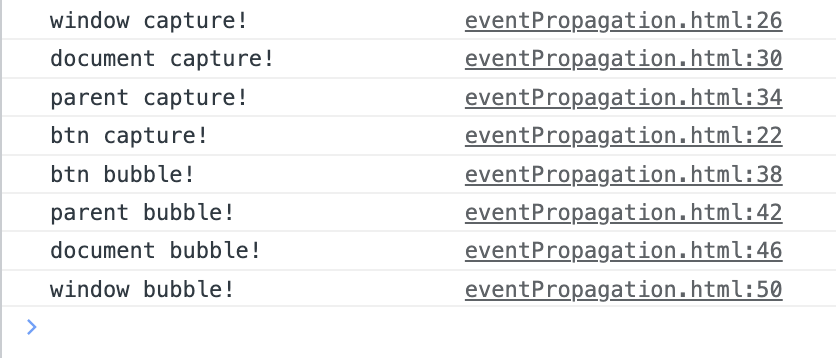 window capture! eventPropagation.html:26
document capture! eventPropagation.html:30
parent capture! eventPropagation.html:34
btn capture! eventPropagation.html:22
btn bubble! eventPropagation.html:38
parent bubble! eventPropagation.html:42
document bubble! eventPropagation.html:46
window bubble! eventPropagation.html:50